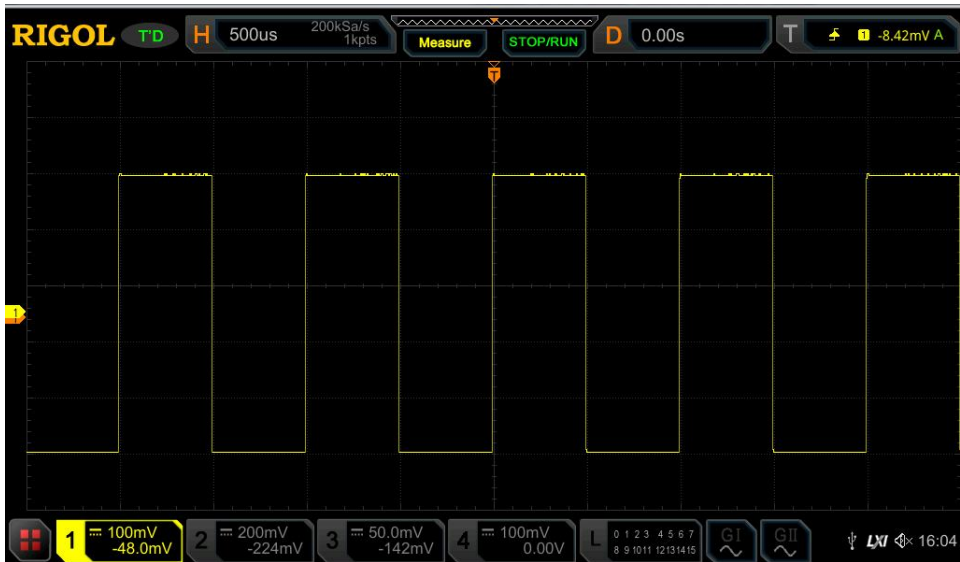 RIGOL T'D H 500us 200kSa/s 1kpts Measure STOP/RUN D 0.00s T 1 -8.42mV A
T
1
1 100mV -48.0mV 2 200mV -224mV 3 50.0mV -142mV 4 100mV 0.00V L 0 1 2 3 4 5 6 7 8 9 10 11 12 13 14 15 GI GII LXI 16:04